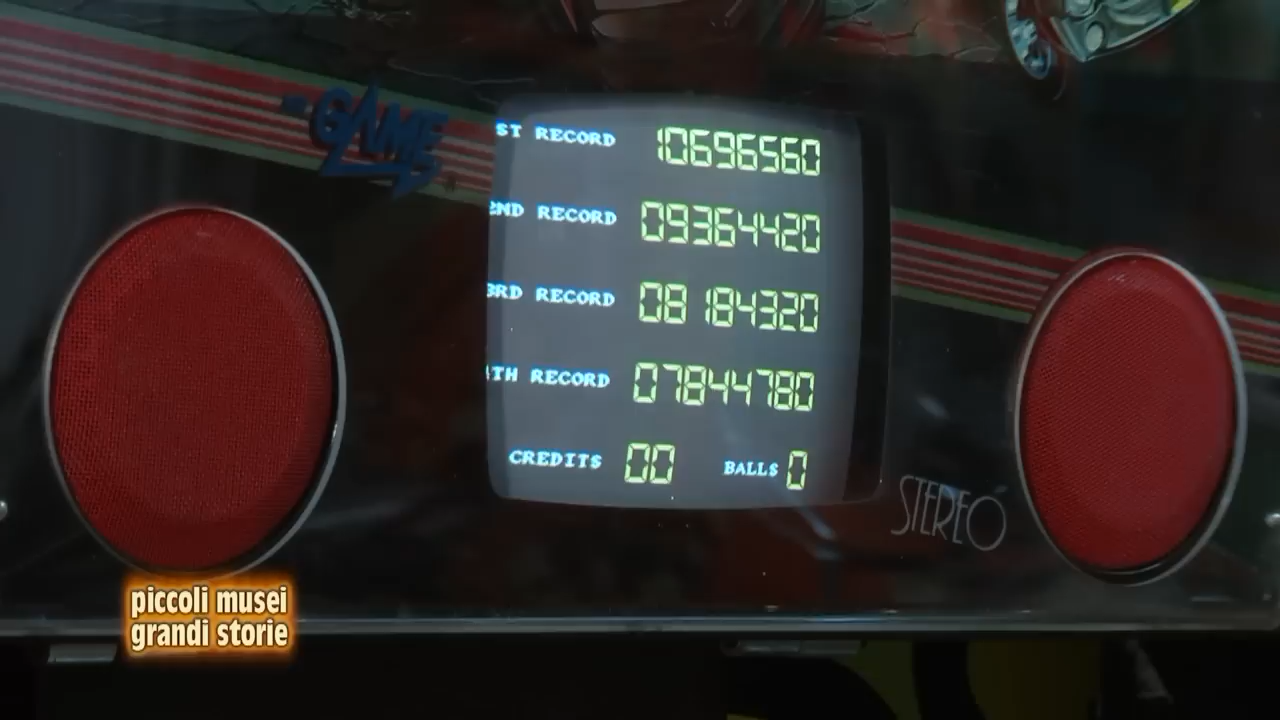 -GAME
ST RECORD 10696560
2ND RECORD 09364420
3RD RECORD 08184320
4TH RECORD 07844780
CREDITS 00 BALLS 0
STEREO
piccoli musei
grandi storie